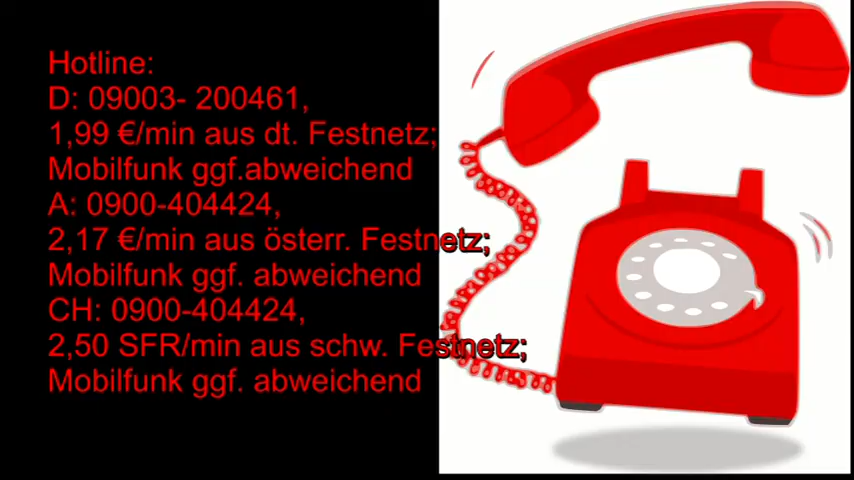 Hotline:
D: 09003- 200461,
1,99 €/min aus dt. Festnetz;
Mobilfunk ggf.abweichend
A: 0900-404424,
2,17 €/min aus österr. Festnetz;
Mobilfunk ggf. abweichend
CH: 0900-404424,
2,50 SFR/min aus schw. Festnetz;
Mobilfunk ggf. abweichend